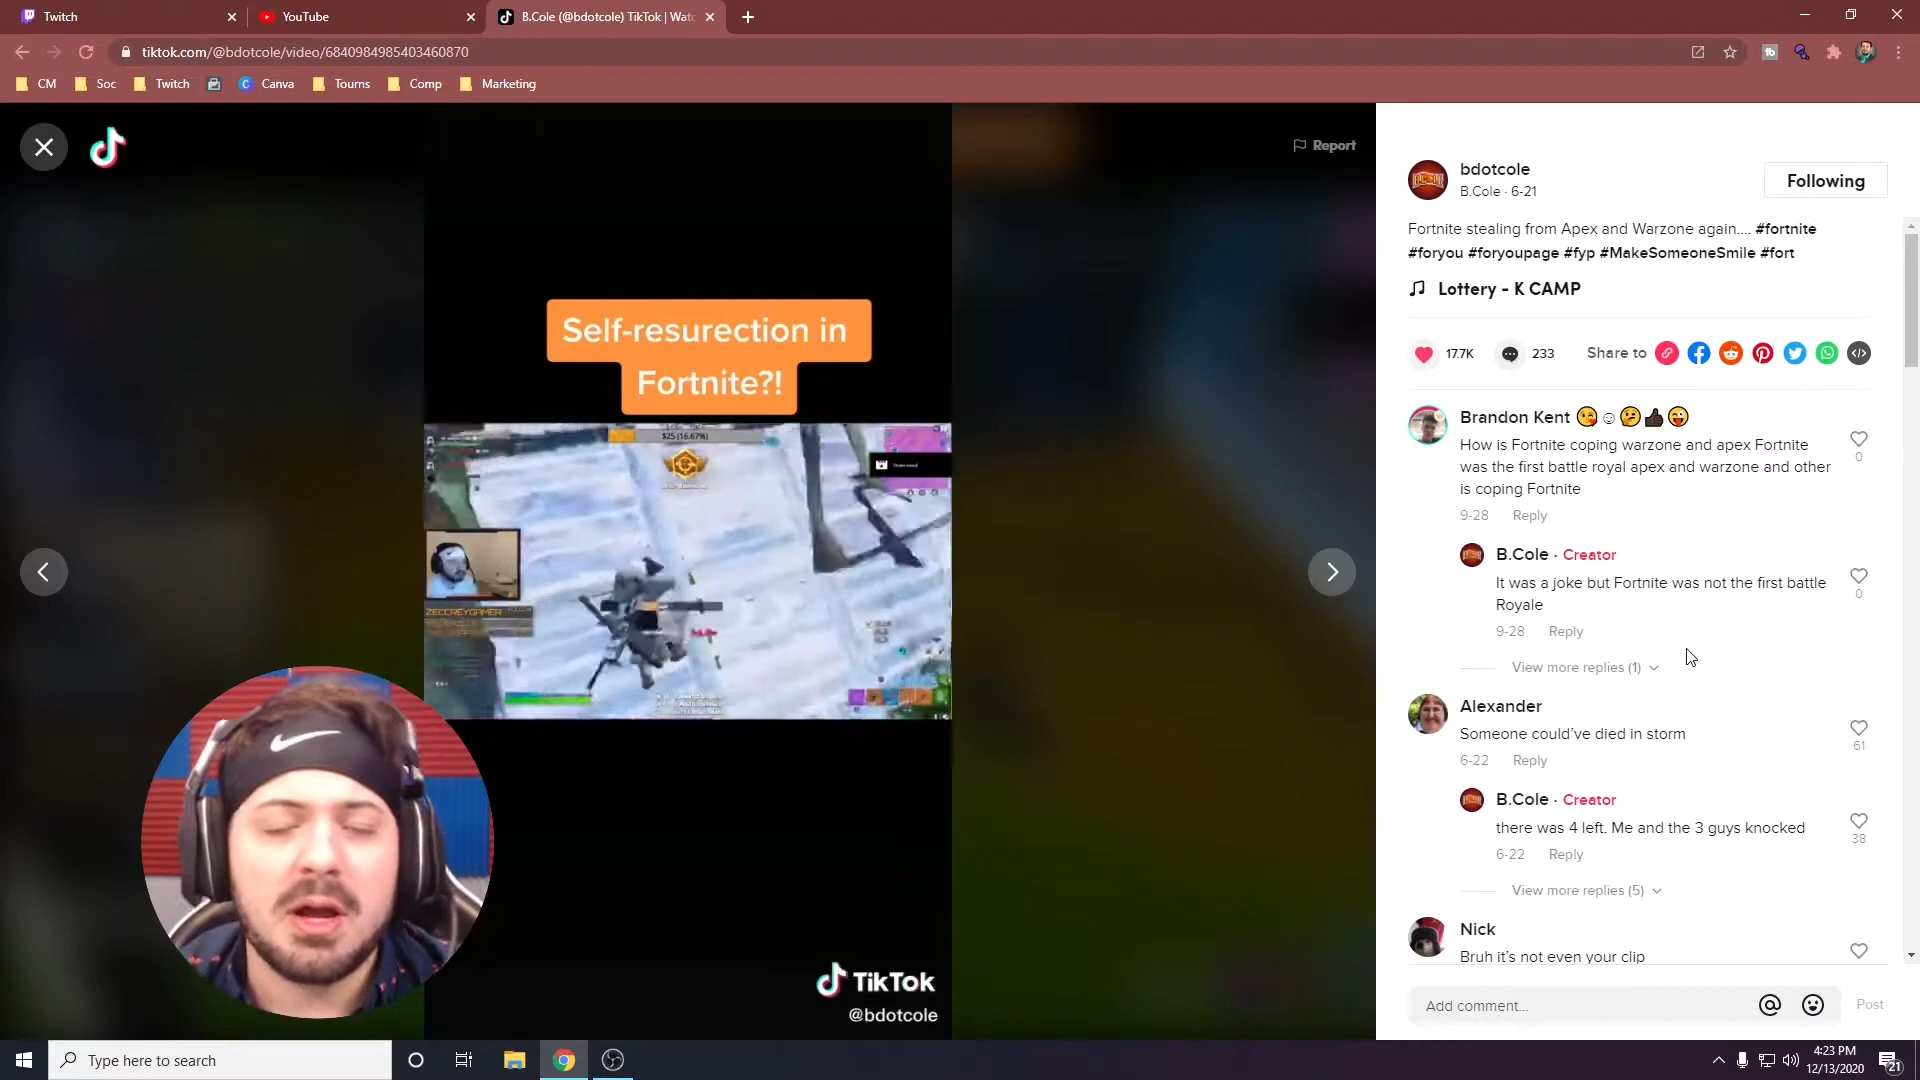 Twitch
YouTube
B.Cole (@bdotcole) TikTok | Watc
tiktok.com/@bdotcole/video/6840984985403460870
CM
Soc
Twitch
Canva
Tourns
Comp
Marketing
Report
Self-resurection in
Fortnite?!
$25 (16.67%)
TikTok
@bdotcole
bdotcole
B.Cole · 6-21
Following
Fortnite stealing from Apex and Warzone again.... #fortnite
#foryou #foryoupage #fyp #MakeSomeoneSmile #fort
Lottery - K CAMP
17.7K
233
Share to
Brandon Kent 😘☺🤔👍🏿😜
How is Fortnite coping warzone and apex Fortnite
was the first battle royal apex and warzone and other
is coping Fortnite
0
9-28 Reply
B.Cole · Creator
It was a joke but Fortnite was not the first battle
Royale
0
9-28 Reply
View more replies (1)
Alexander
Someone could've died in storm
61
6-22 Reply
B.Cole · Creator
there was 4 left. Me and the 3 guys knocked
38
6-22 Reply
View more replies (5)
Nick
Bruh it's not even your clip
Add comment...
Post
Type here to search
4:23 PM
12/13/2020
21